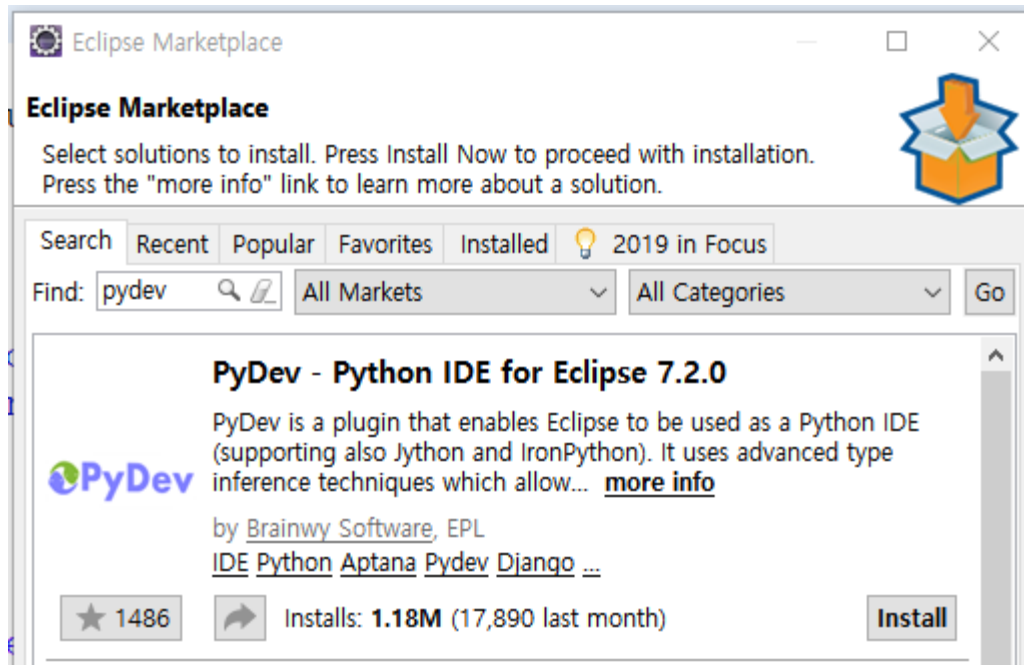 Eclipse Marketplace
Eclipse Marketplace
Select solutions to install. Press Install Now to proceed with installation.
Press the "more info" link to learn more about a solution.
Search Recent Popular Favorites Installed 2019 in Focus
Find: pydev All Markets All Categories Go
PyDev - Python IDE for Eclipse 7.2.0
PyDev is a plugin that enables Eclipse to be used as a Python IDE
(supporting also Jython and IronPython). It uses advanced type
PyDev inference techniques which allow... more info
by Brainwy Software, EPL
IDE Python Aptana Pydev Django ...
1486 Installs: 1.18M (17,890 last month) Install